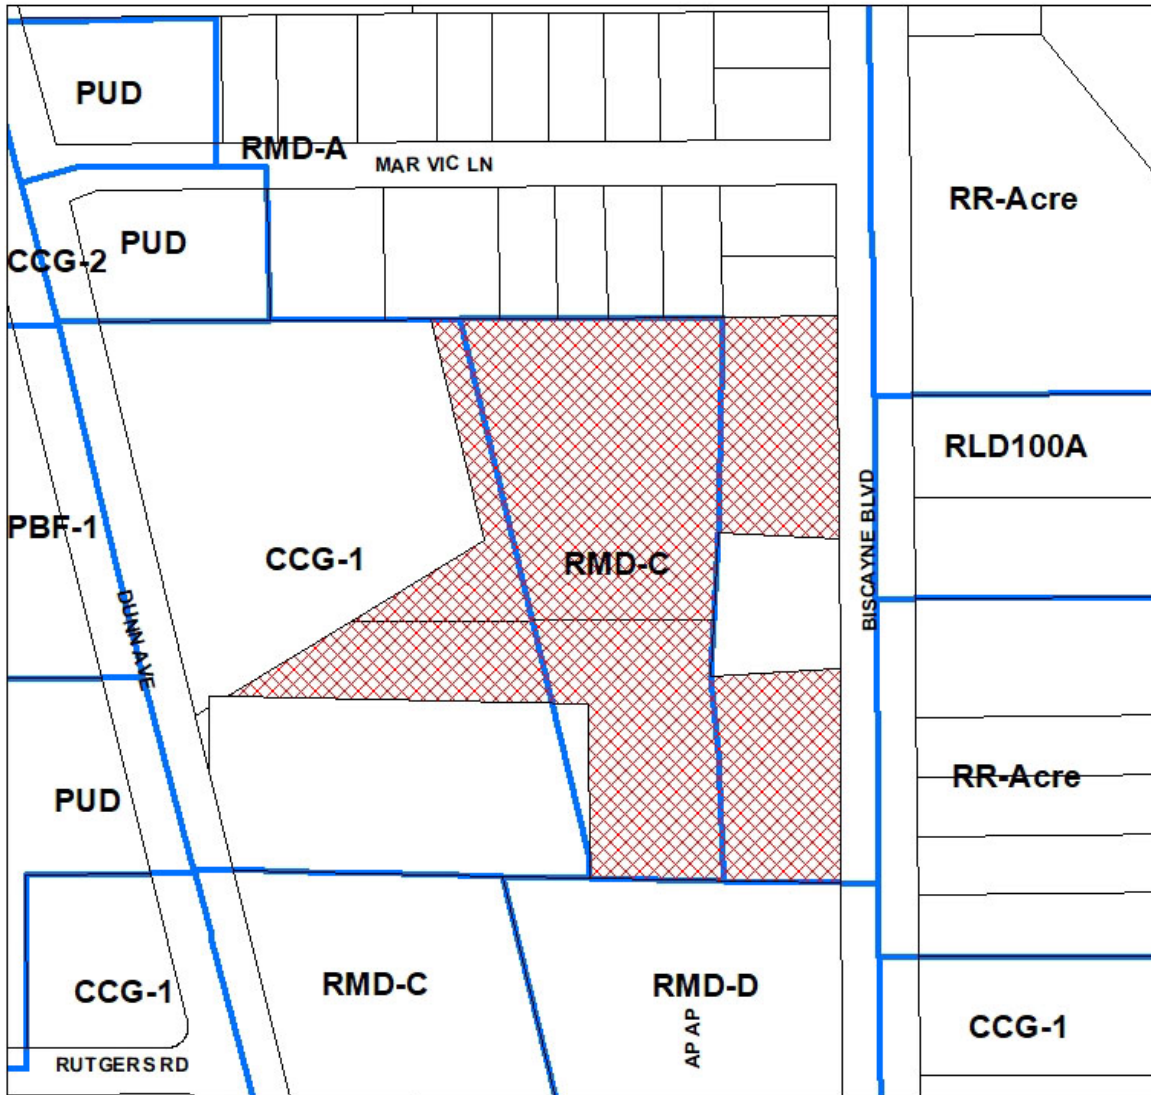 PUD
RMD-A
MAR VIC LN
RR-Acre
PUD
CCG-2
RLD100A
PBF-1
CCG-1
RMD-C
BISCAYNE BLVD
DUNN AVE
PUD
RR-Acre
CCG-1
RMD-C
RMD-D
AP AP
CCG-1
RUTGERS RD